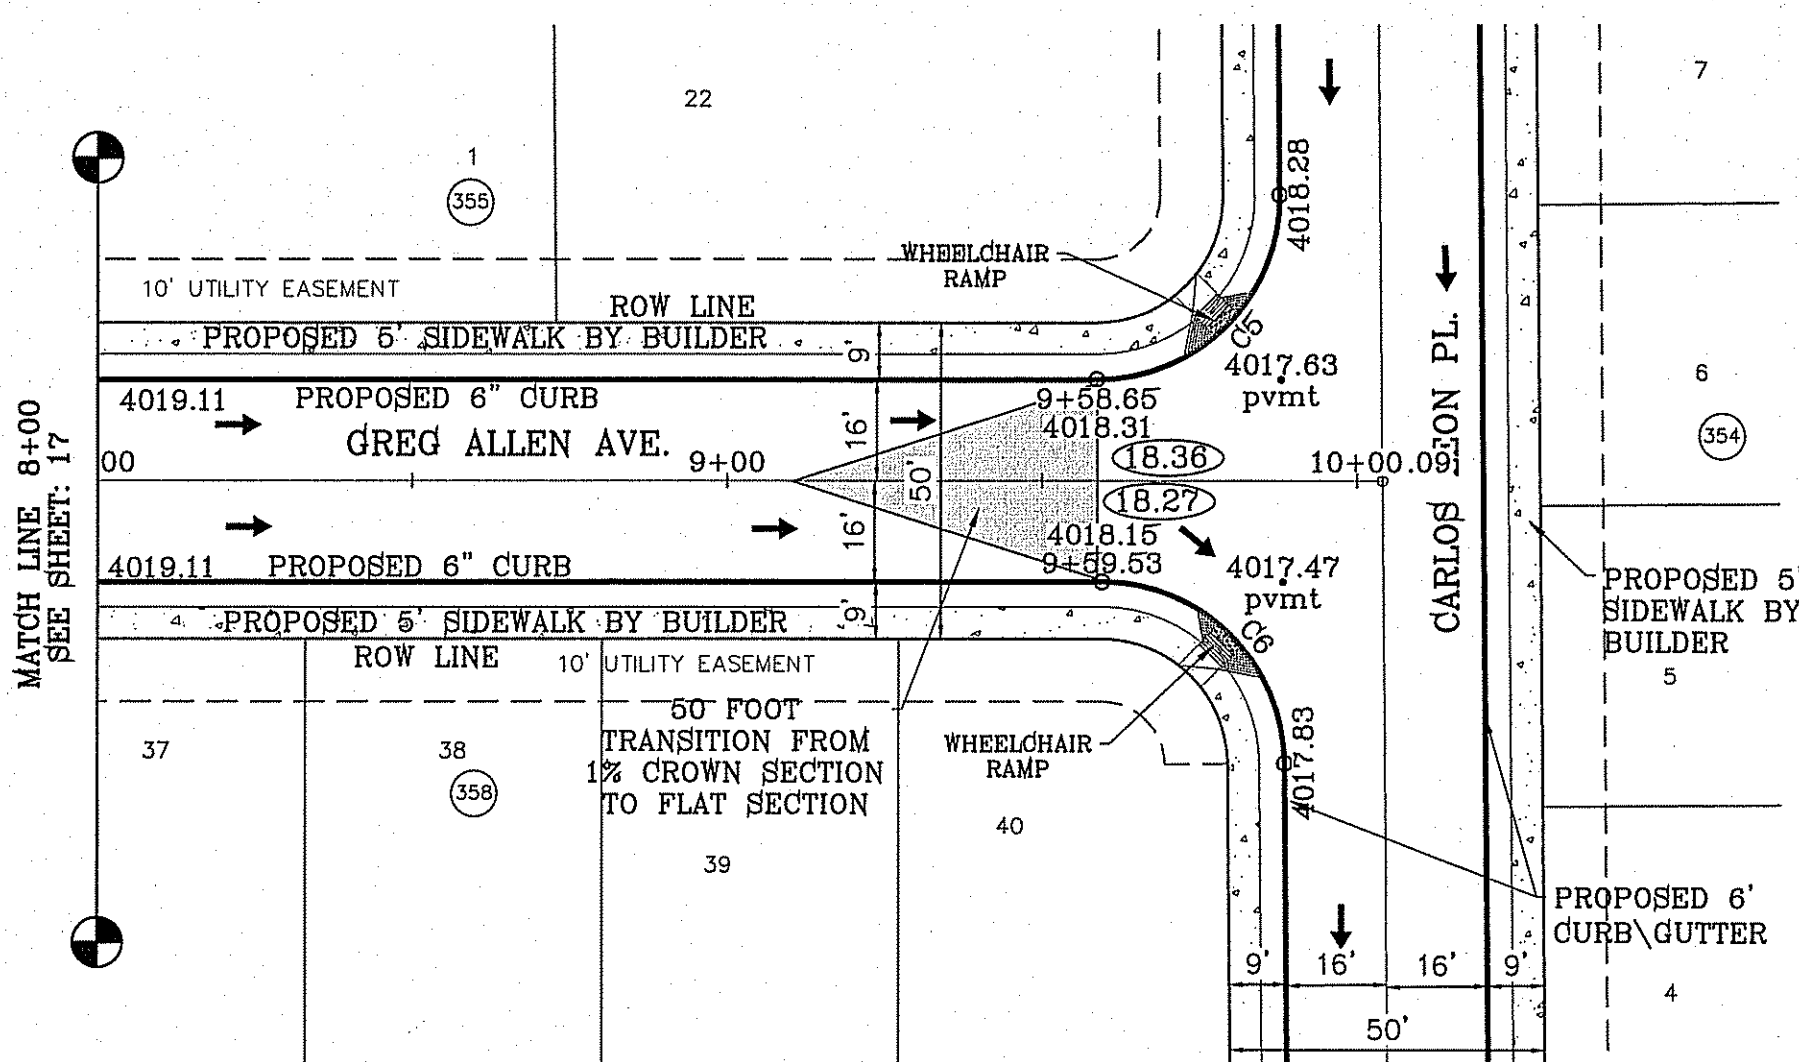 22
7
1
355
4018.28
WHEELCHAIR
RAMP
10' UTILITY EASEMENT
ROW LINE
PROPOSED 5' SIDEWALK BY BUILDER
9'
C5
4017.63
pvmt
6
354
4019.11
PROPOSED 6" CURB
9+58.65
4018.31
GREG ALLEN AVE.
16'
18.36
MATCH LINE 8+00
SEE SHEET: 17
00
9+00
50'
10+00.09
CARLOS LEON PL.
18.27
16'
4018.15
9+59.53
4017.47
pvmt
4019.11
PROPOSED 6" CURB
PROPOSED 5'
SIDEWALK BY
BUILDER
PROPOSED 5' SIDEWALK BY BUILDER
9'
C6
ROW LINE
10' UTILITY EASEMENT
5
50 FOOT
TRANSITION FROM
1% CROWN SECTION
TO FLAT SECTION
WHEELCHAIR
RAMP
4017.83
37
38
358
39
40
PROPOSED 6'
CURB\GUTTER
9'
16'
16'
9'
4
50'